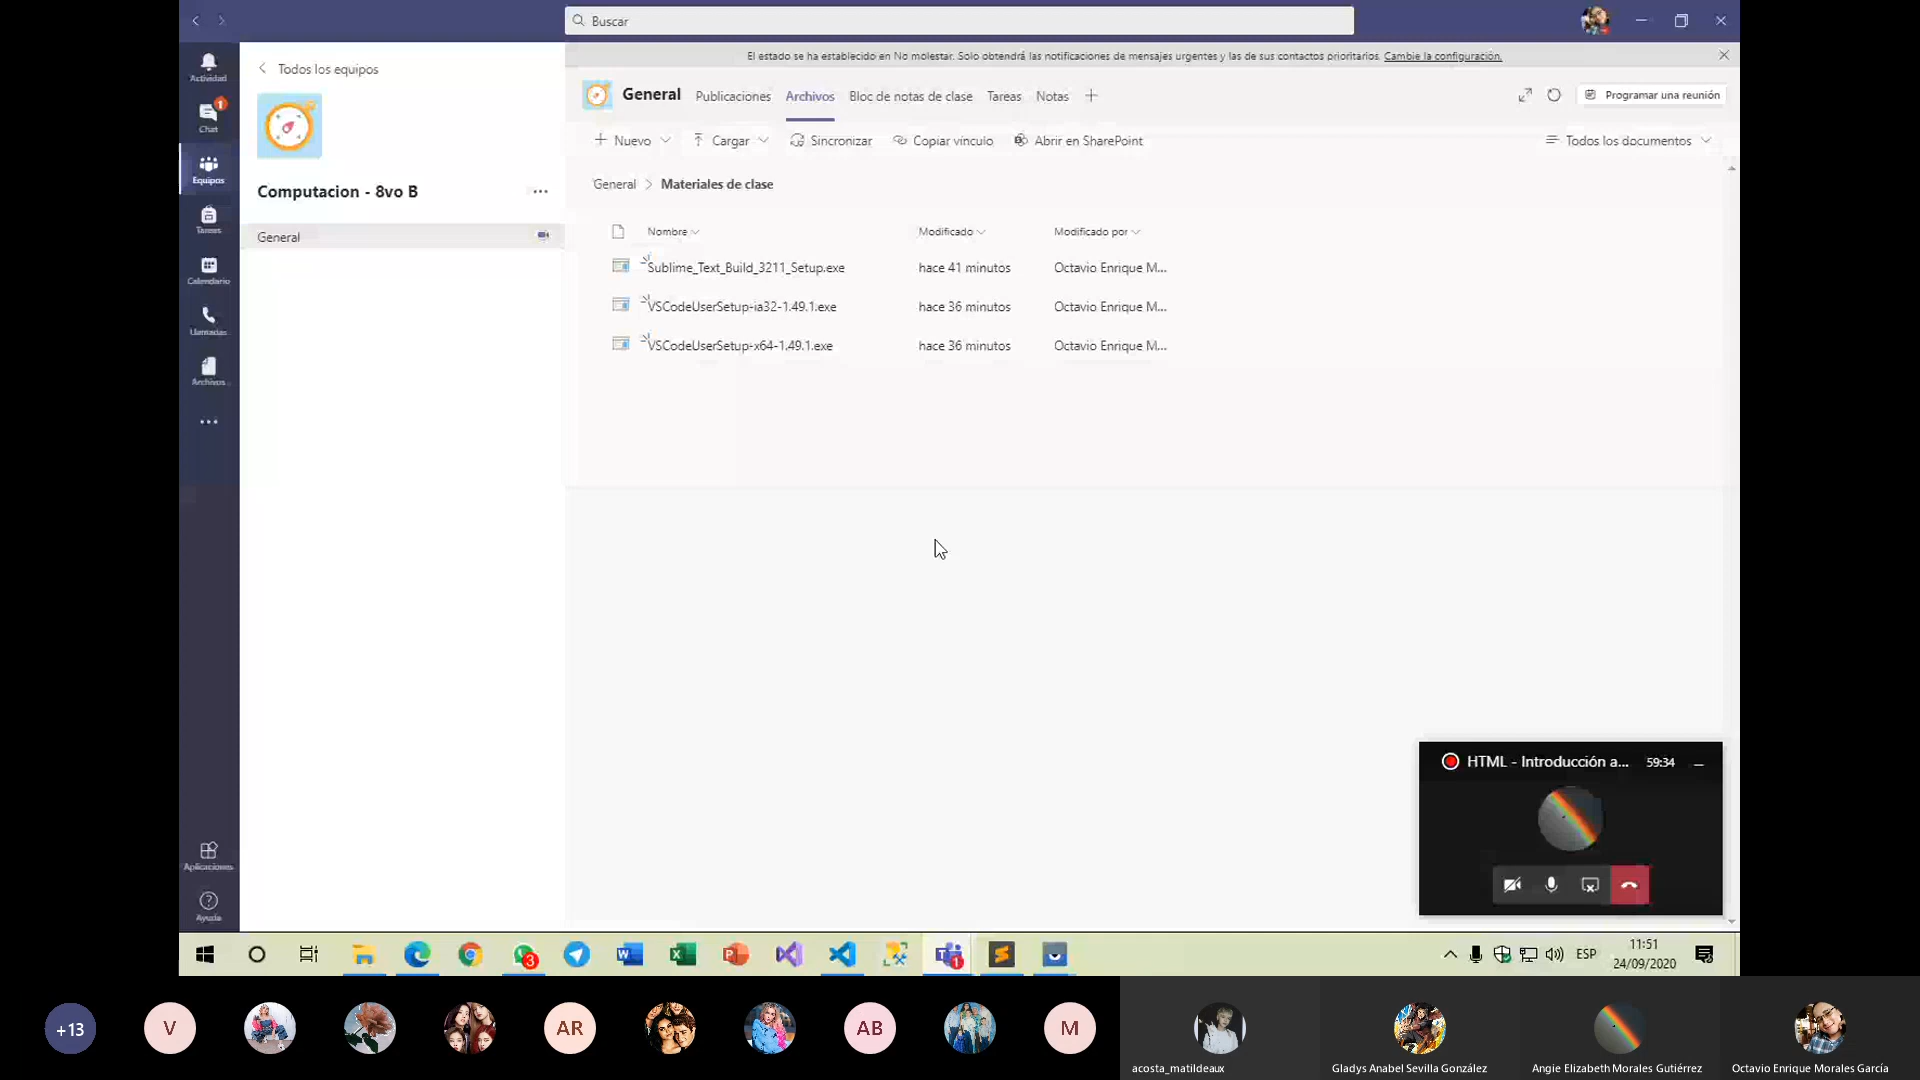 Buscar
El estado se ha establecido en No molestar. Solo obtendrá las notificaciones de mensajes urgentes y las de sus contactos prioritarios. Cambie la configuración.
Actividad
Chat
1
Equipos
Tareas
Calendario
Llamadas
Archivos
Aplicaciones
Ayuda
Todos los equipos
Computacion - 8vo B
General
General Publicaciones Archivos Bloc de notas de clase Tareas Notas
Programar una reunión
Nuevo Cargar Sincronizar Copiar vínculo Abrir en SharePoint Todos los documentos
General > Materiales de clase
Nombre Modificado Modificado por
Sublime_Text_Build_3211_Setup.exe hace 41 minutos Octavio Enrique M...
VSCodeUserSetup-ia32-1.49.1.exe hace 36 minutos Octavio Enrique M...
VSCodeUserSetup-x64-1.49.1.exe hace 36 minutos Octavio Enrique M...
HTML - Introducción a... 59:34
3
1
ESP
11:51
24/09/2020
+13 V AR AB M
acosta_matildeaux
Gladys Anabel Sevilla González
Angie Elizabeth Morales Gutiérrez
Octavio Enrique Morales García